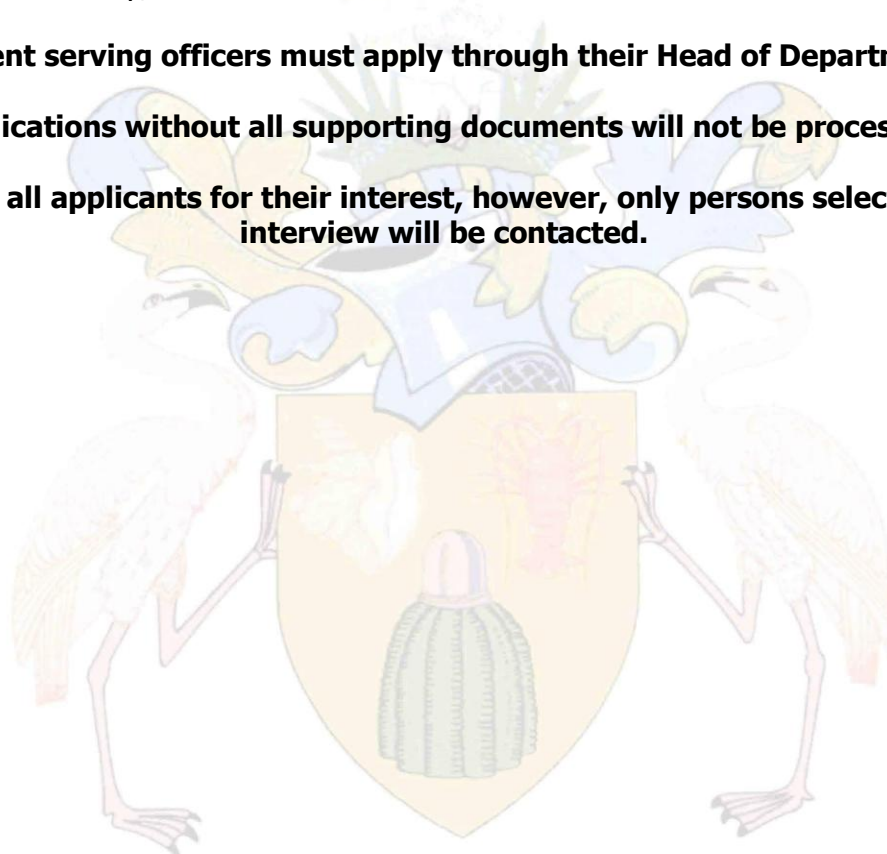 ent serving officers must apply through their Head of Departm
ications without all supporting documents will not be proces
all applicants for their interest, however, only persons selec
interview will be contacted.